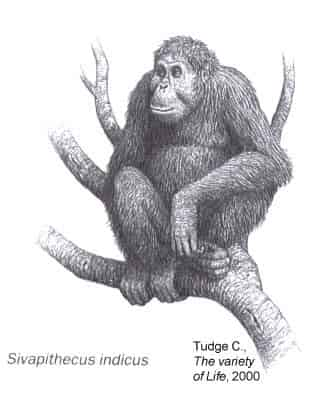 Sivapithecus indicus
Tudge C.,
The variety
of Life, 2000